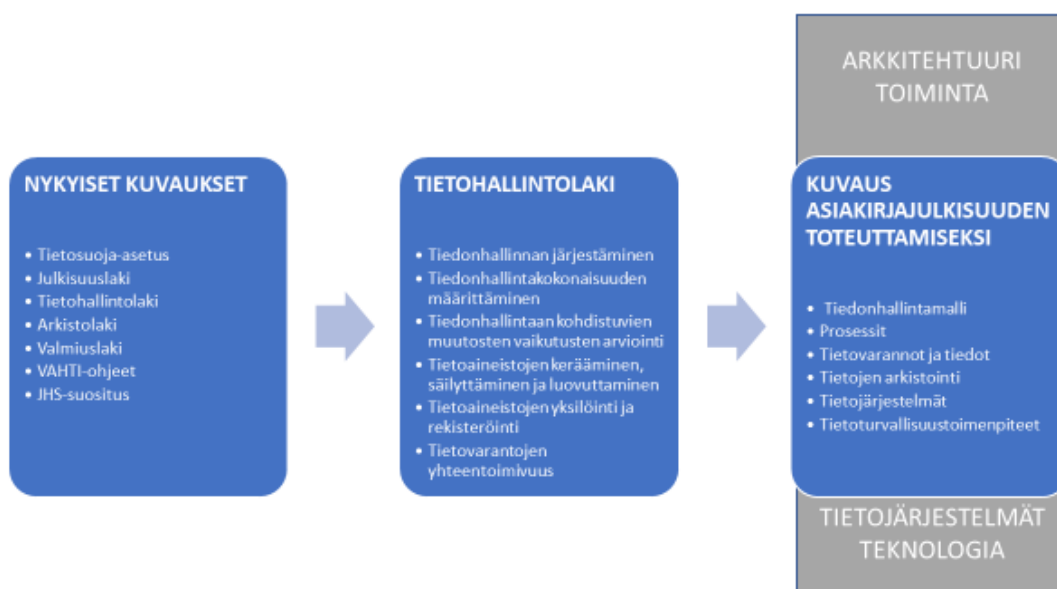 NYKYISET KUVAUKSET
• Tietosuoja-asetus
• Julkisuuslaki
• Tietohallintolaki
• Arkistolaki
• Valmiuslaki
• VAHTI-ohjeet
• JHS-suositus
TIETOHALLINTOLAKI
• Tiedonhallinnan järjestäminen
• Tiedonhallintakokonaisuuden
määrittäminen
• Tiedonhallintaan kohdistuvien
muutosten vaikutusten arviointi
• Tietoaineistojen kerääminen,
säilyttäminen ja luovuttaminen
• Tietoaineistojen yksilöinti ja
rekisteröinti
• Tietovarantojen
yhteentoimivuus
ARKKITEHTUURI
TOIMINTA
KUVAUS
ASIAKIRJAJULKISUUDEN
TOTEUTTAMISEKSI
• Tiedonhallintamalli
• Prosessit
• Tietovarannot ja tiedot
• Tietojen arkistointi
• Tietojärjestelmät
• Tietoturvallisuustoimenpiteet
TIETOJÄRJESTELMÄT
TEKNOLOGIA